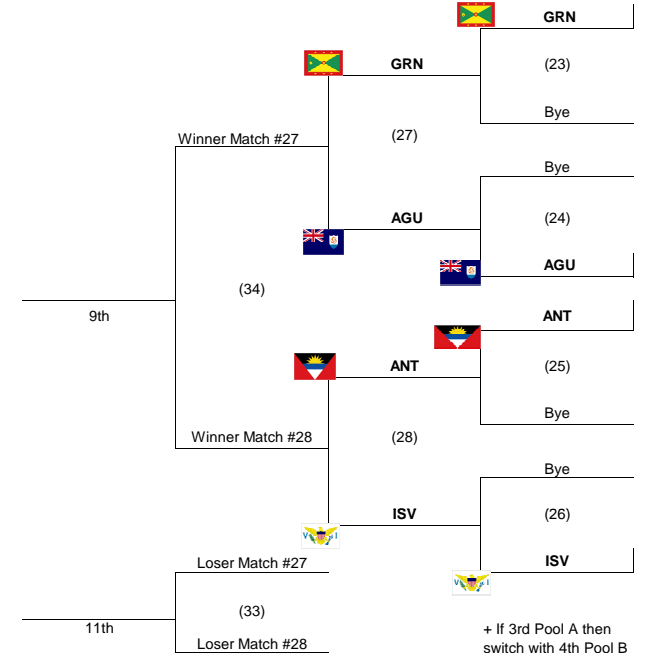 GRN
GRN
(23)
Bye
(27)
Winner Match #27
Bye
AGU
(24)
AGU
(34)
9th
ANT
ANT
(25)
Bye
Winner Match #28
(28)
Bye
ISV
(26)
V I
Loser Match #27
ISV
V I
(33)
11th
+ If 3rd Pool A then
switch with 4th Pool B
Loser Match #28